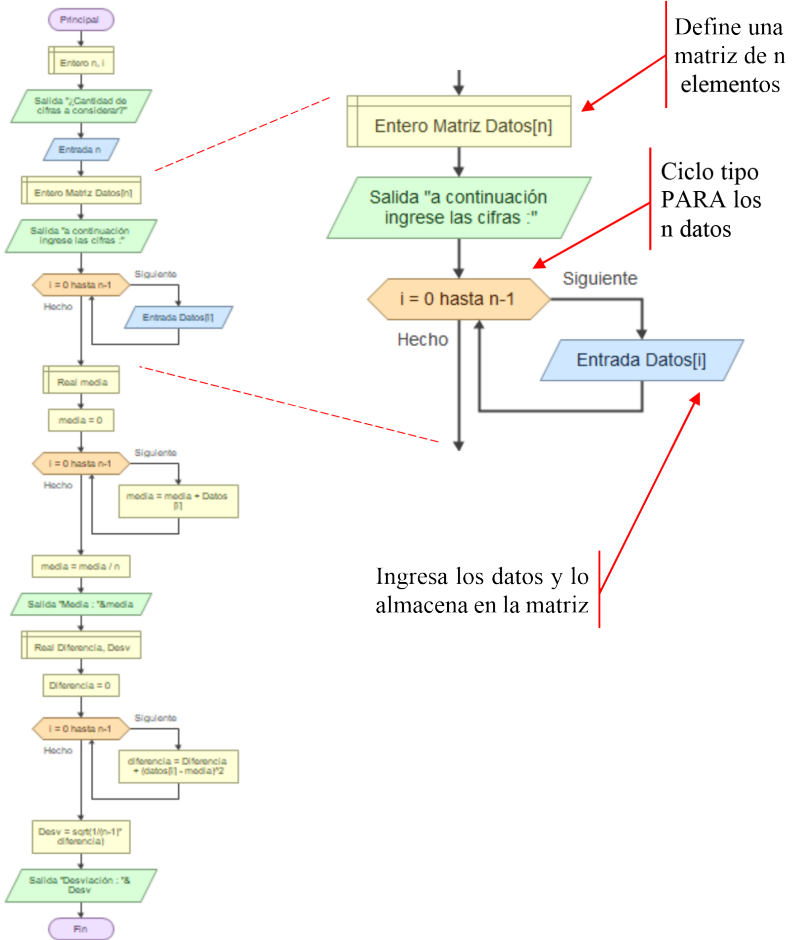 Principal
Entero n, i
Salida "¿Cantidad de
cifras a considerar?"
Entrada n
Entero Matriz Datos[n]
Salida "a continuación
ingrese las cifras :"
i = 0 hasta n-1
Siguiente
Hecho
Entrada Datos[i]
Real media
media = 0
i = 0 hasta n-1
Siguiente
Hecho
media = media + Datos
[i]
media = media / n
Salida "Media : "&media
Real Diferencia, Desv
Diferencia = 0
i = 0 hasta n-1
Siguiente
Hecho
diferencia = Diferencia
+ (datos[i] - media)^2
Desv = sqrt(1/(n-1)*
diferencia)
Salida "Desviación : "&
Desv
Fin
Entero Matriz Datos[n]
Salida "a continuación
ingrese las cifras :"
i = 0 hasta n-1
Siguiente
Hecho
Entrada Datos[i]
Define una
matriz de n
elementos
Ciclo tipo
PARA los
n datos
Ingresa los datos y lo
almacena en la matriz